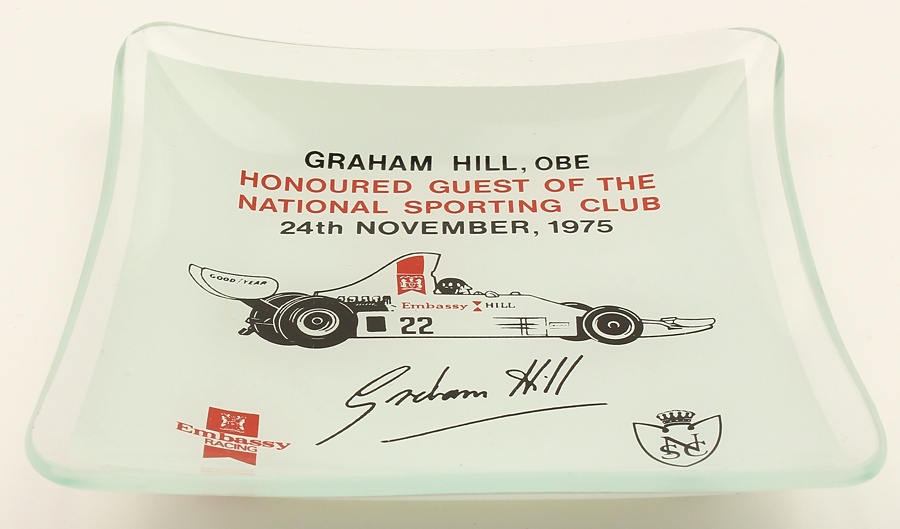 GRAHAM HILL, OBE
HONOURED GUEST OF THE
NATIONAL SPORTING CLUB
24th NOVEMBER, 1975
GOOD YEAR
Embassy HILL
22
Graham Hill
Embassy
RACING
NSC